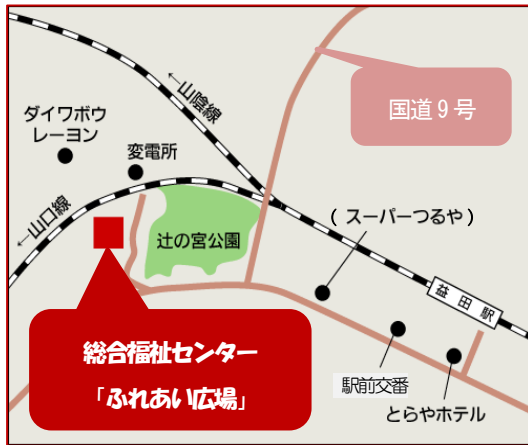 国道９号
←山陰線
ダイワボウ
レーヨン
変電所
←山口線
辻の宮公園
( スーパーつるや )
益田駅
総合福祉センター
「ふれあい広場」
駅前交番
とらやホテル